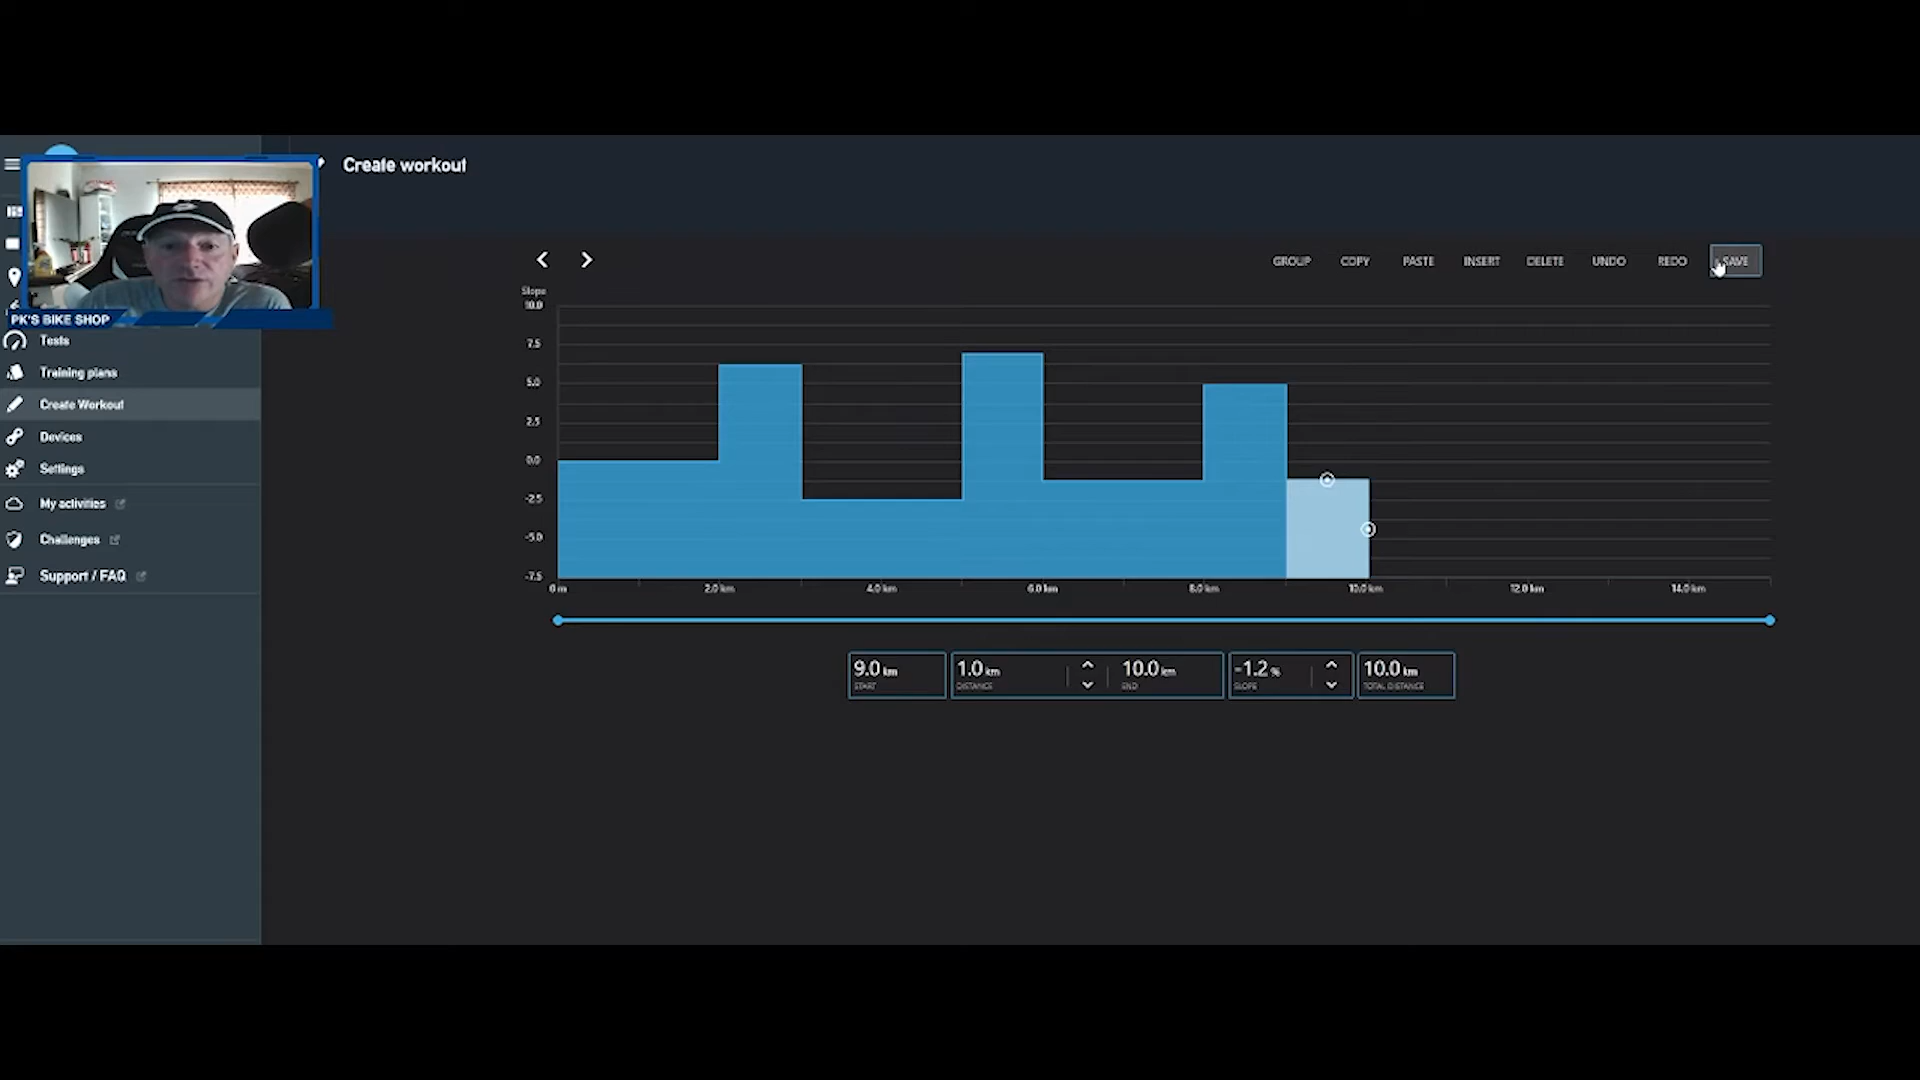 Create workout
PK'S BIKE SHOP
Tests
Training plans
Create Workout
Devices
Settings
My activities
Challenges
Support / FAQ
GROUP COPY PASTE INSERT DELETE UNDO REDO SAVE
Slope
10.0
7.5
5.0
2.5
0.0
-2.5
-5.0
-7.5
0 m 2.0 km 4.0 km 6.0 km 8.0 km 10.0 km 12.0 km 14.0 km
9.0 km 1.0 km 10.0 km -1.2 % 10.0 km
START DISTANCE END SLOPE TOTAL DISTANCE